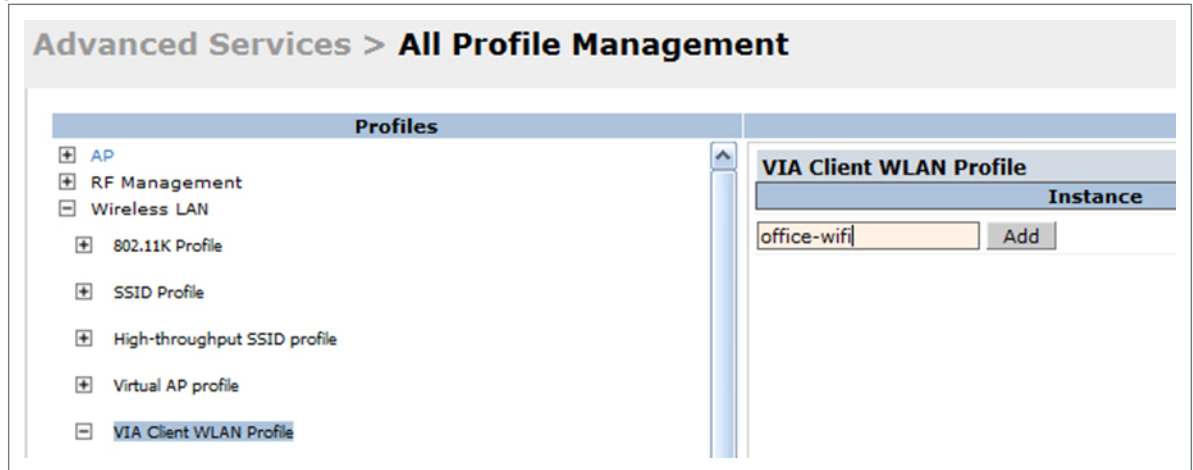 Advanced Services > All Profile Management
Profiles
AP
RF Management
Wireless LAN
802.11K Profile
SSID Profile
High-throughput SSID profile
Virtual AP profile
VIA Client WLAN Profile
VIA Client WLAN Profile
Instance
office-wifi Add